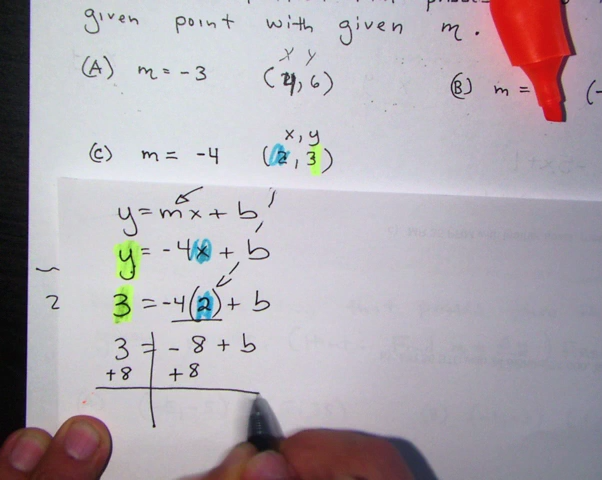 given point with given m.
x y
(A) m = -3 ( , 6)
(B) m = (-
x, y
(C) m = -4 (2, 3)
y = mx + b
y = -4x + b
3 = -4(2) + b
2
3 = -8 + b
+8 +8